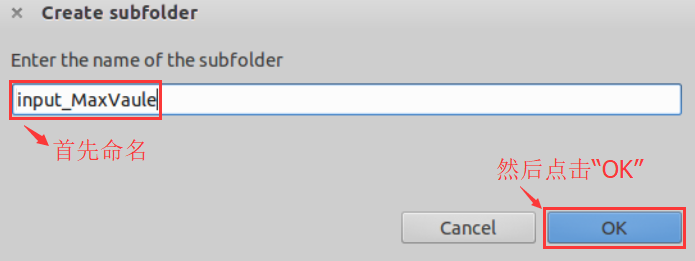 Create subfolder
Enter the name of the subfolder
input_MaxVaule
首先命名
然后点击“OK”
Cancel
OK